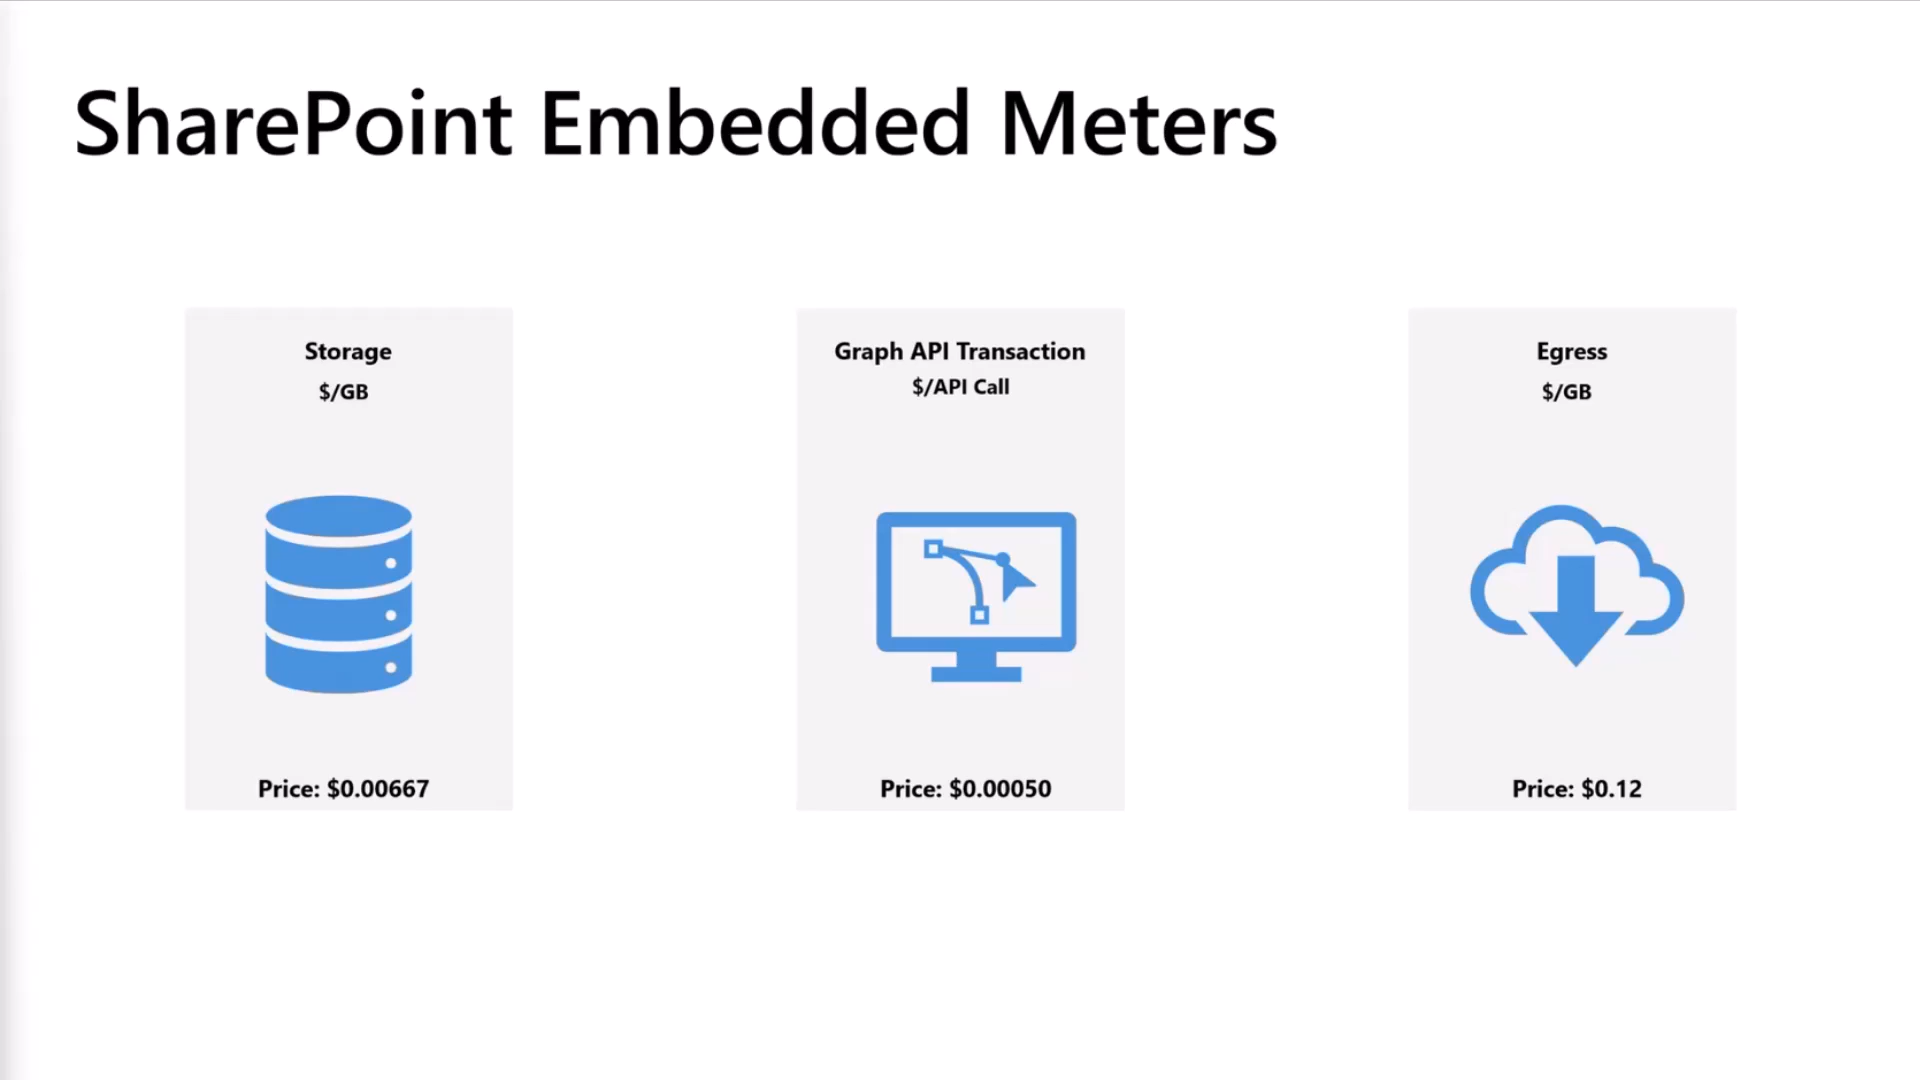 SharePoint Embedded Meters
Storage
$/GB
Price: $0.00667
Graph API Transaction
$/API Call
Price: $0.00050
Egress
$/GB
Price: $0.12